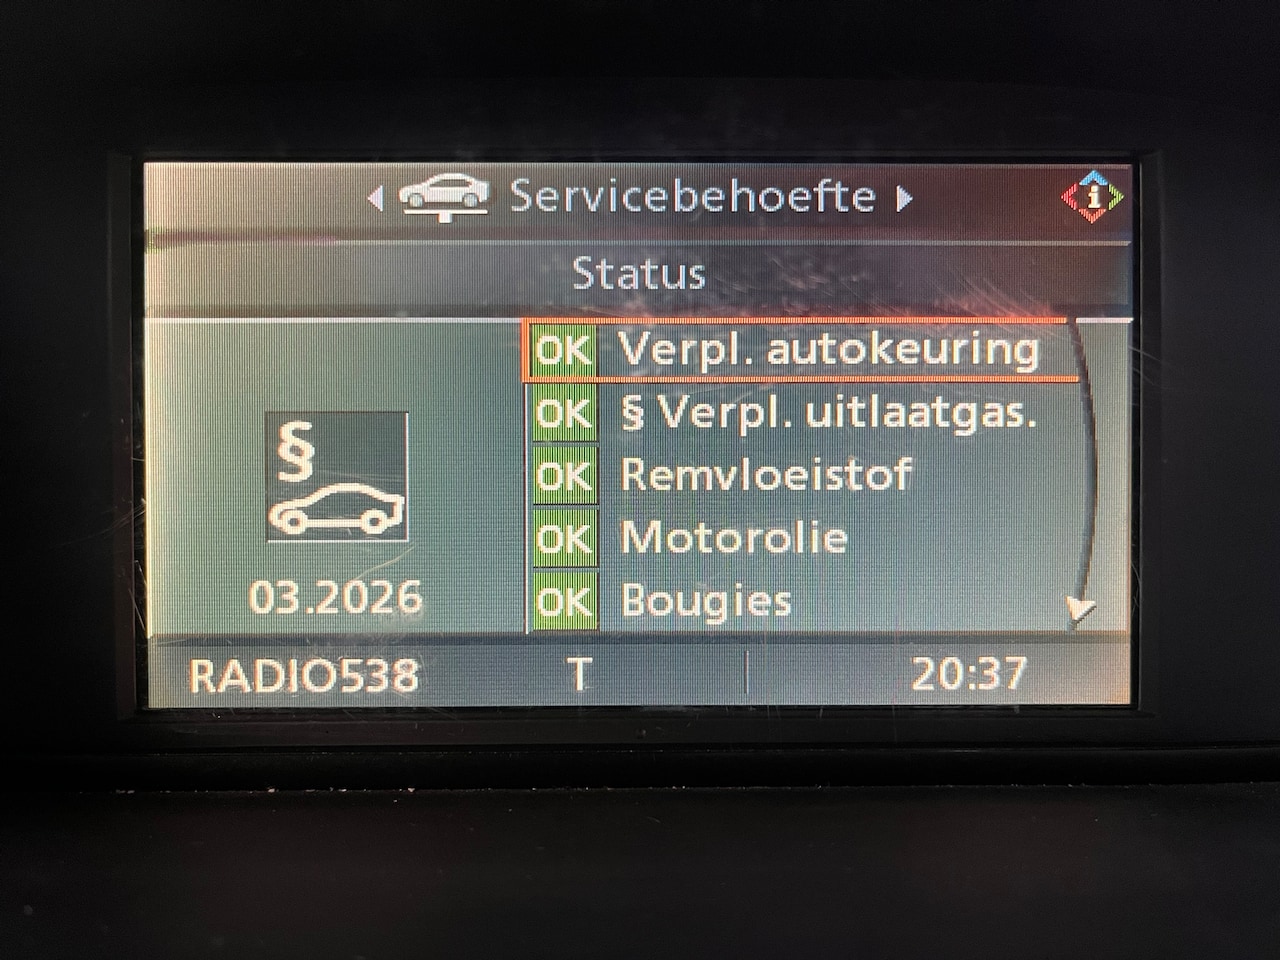 Servicebehoefte
i
Status
OK Verpl. autokeuring
OK § Verpl. uitlaatgas.
OK Remvloeistof
OK Motorolie
OK Bougies
§
03.2026
RADIO538 T 20:37